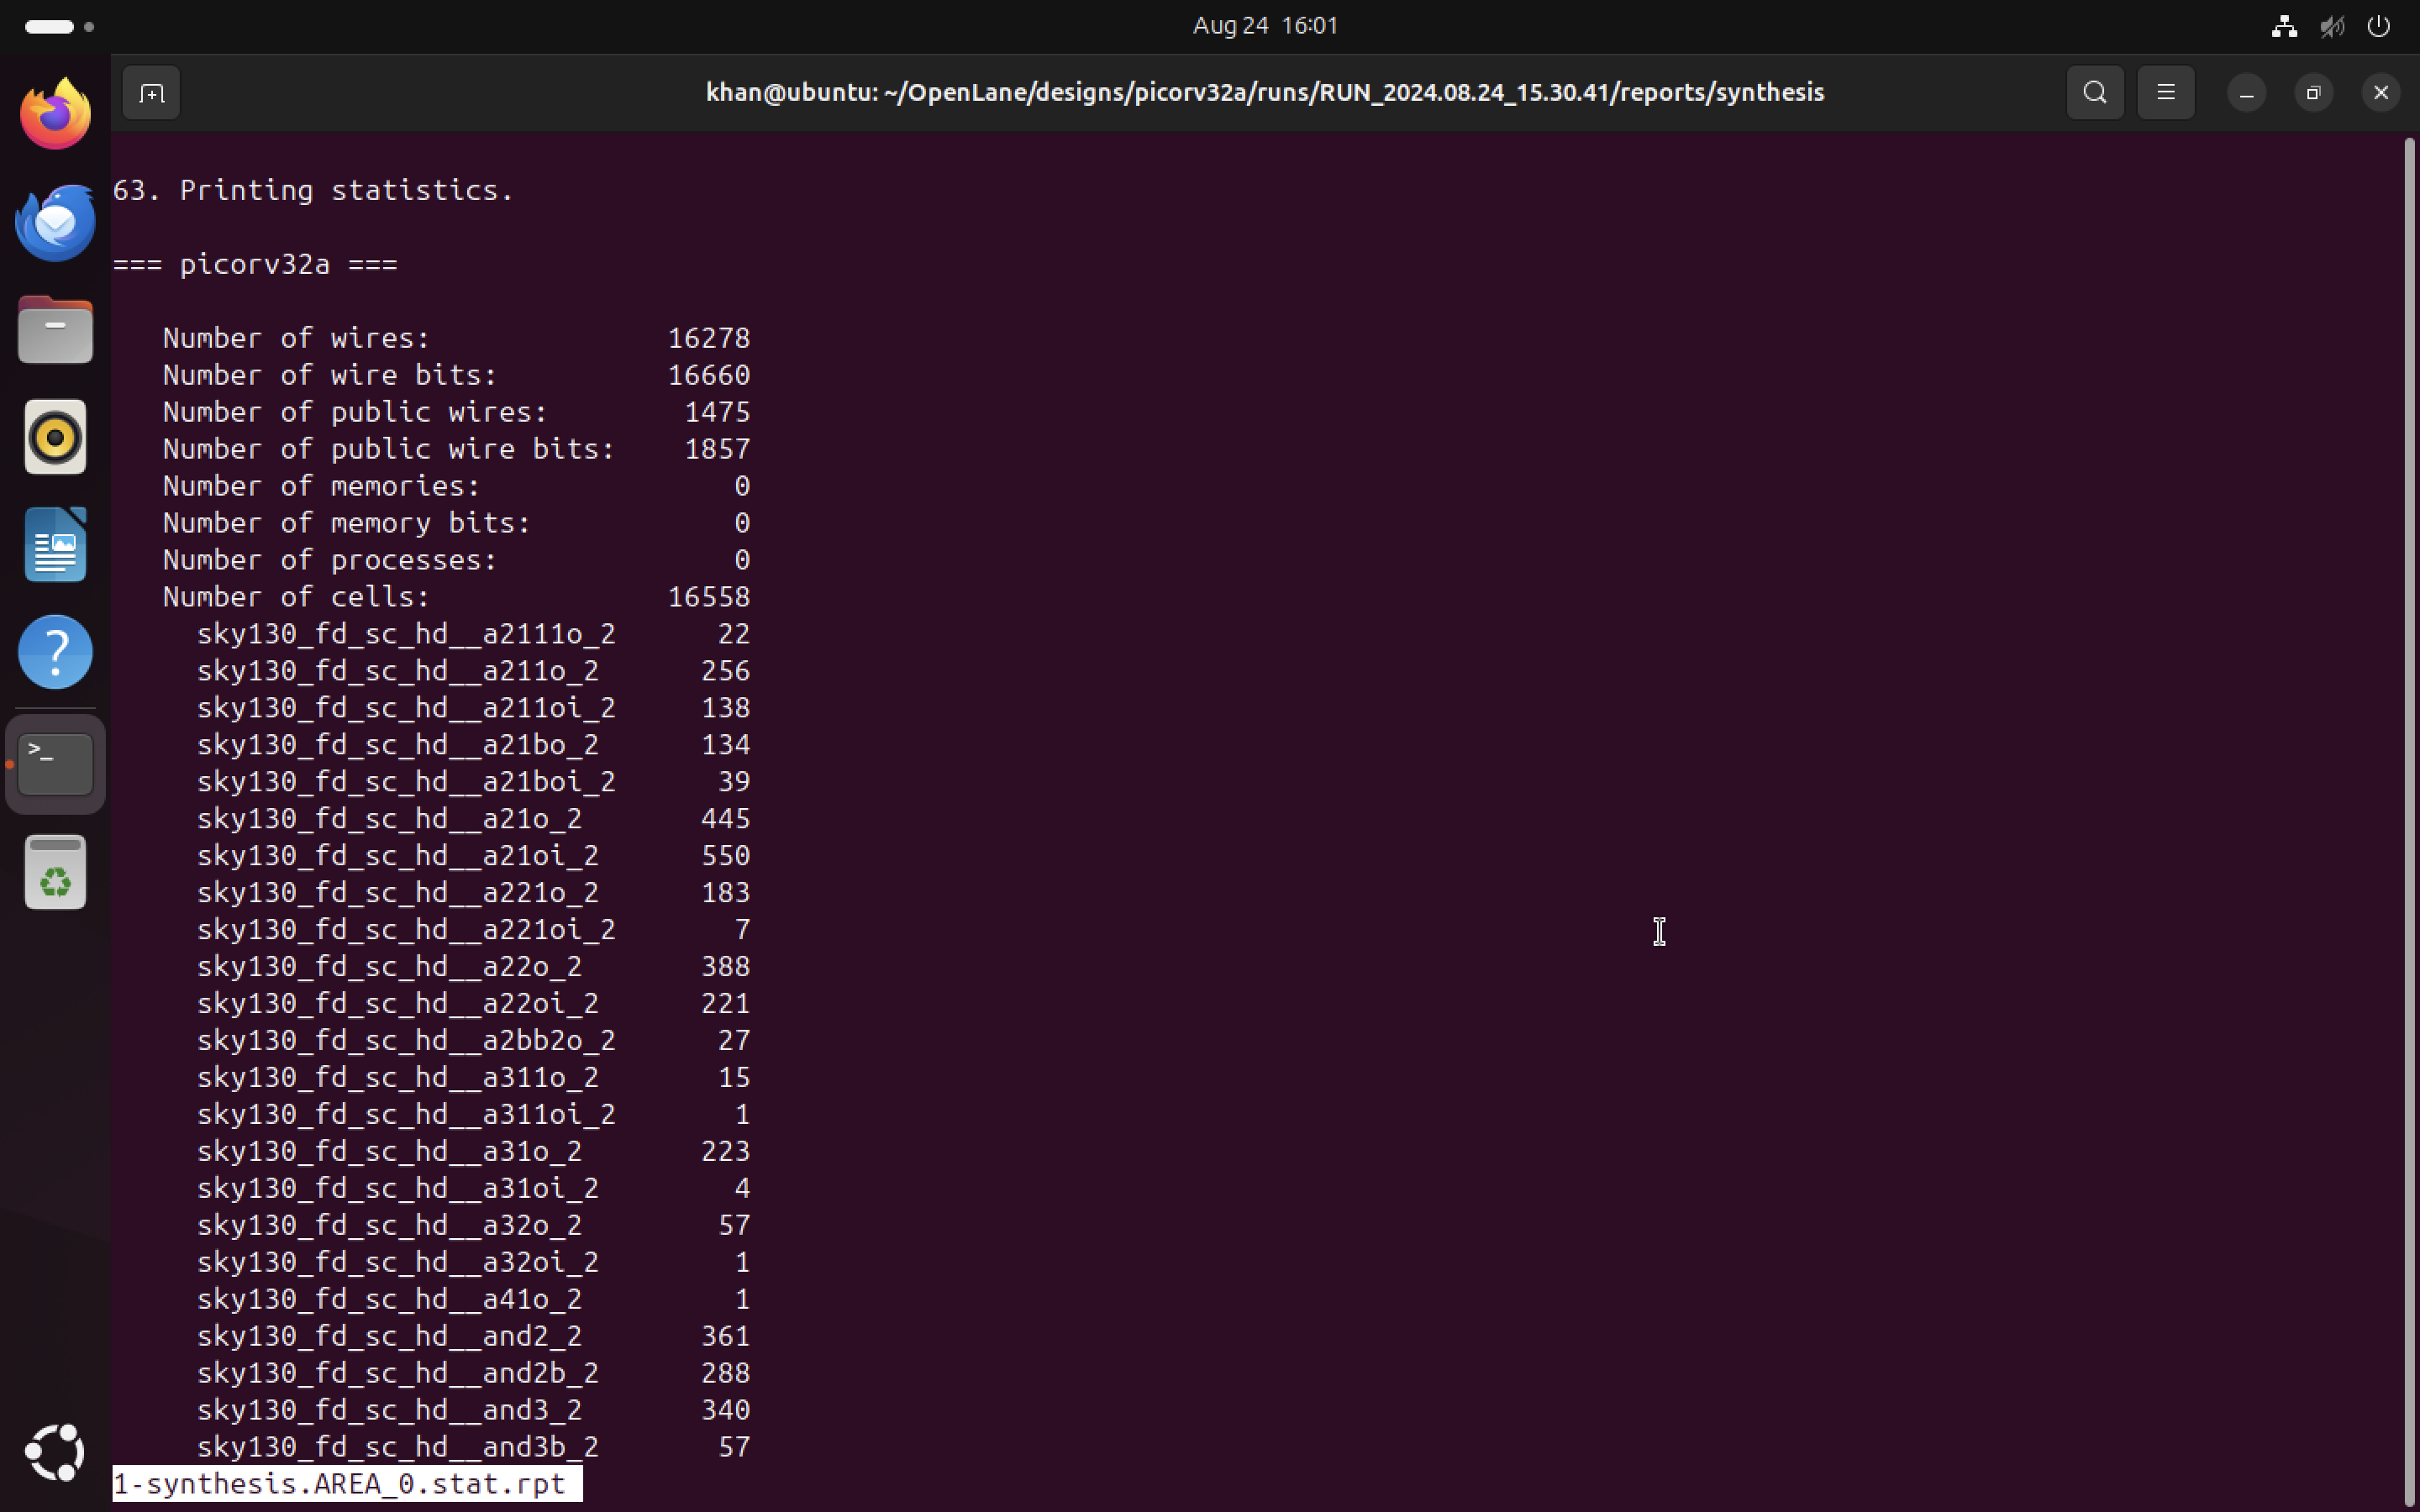 Aug 24 16:01
khan@ubuntu: ~/OpenLane/designs/picorv32a/runs/RUN_2024.08.24_15.30.41/reports/synthesis
63. Printing statistics.
=== picorv32a ===
Number of wires: 16278
Number of wire bits: 16660
Number of public wires: 1475
Number of public wire bits: 1857
Number of memories: 0
Number of memory bits: 0
Number of processes: 0
Number of cells: 16558
sky130_fd_sc_hd__a2111o_2 22
sky130_fd_sc_hd__a211o_2 256
sky130_fd_sc_hd__a211oi_2 138
sky130_fd_sc_hd__a21bo_2 134
sky130_fd_sc_hd__a21boi_2 39
sky130_fd_sc_hd__a21o_2 445
sky130_fd_sc_hd__a21oi_2 550
sky130_fd_sc_hd__a221o_2 183
sky130_fd_sc_hd__a221oi_2 7
sky130_fd_sc_hd__a22o_2 388
sky130_fd_sc_hd__a22oi_2 221
sky130_fd_sc_hd__a2bb2o_2 27
sky130_fd_sc_hd__a311o_2 15
sky130_fd_sc_hd__a311oi_2 1
sky130_fd_sc_hd__a31o_2 223
sky130_fd_sc_hd__a31oi_2 4
sky130_fd_sc_hd__a32o_2 57
sky130_fd_sc_hd__a32oi_2 1
sky130_fd_sc_hd__a41o_2 1
sky130_fd_sc_hd__and2_2 361
sky130_fd_sc_hd__and2b_2 288
sky130_fd_sc_hd__and3_2 340
sky130_fd_sc_hd__and3b_2 57
1-synthesis.AREA_0.stat.rpt